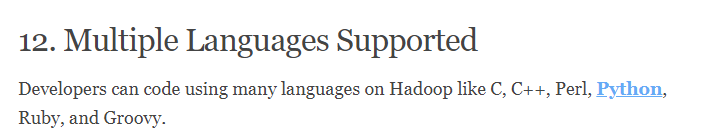 12. Multiple Languages Supported
Developers can code using many languages on Hadoop like C, C++, Perl, Python,
Ruby, and Groovy.